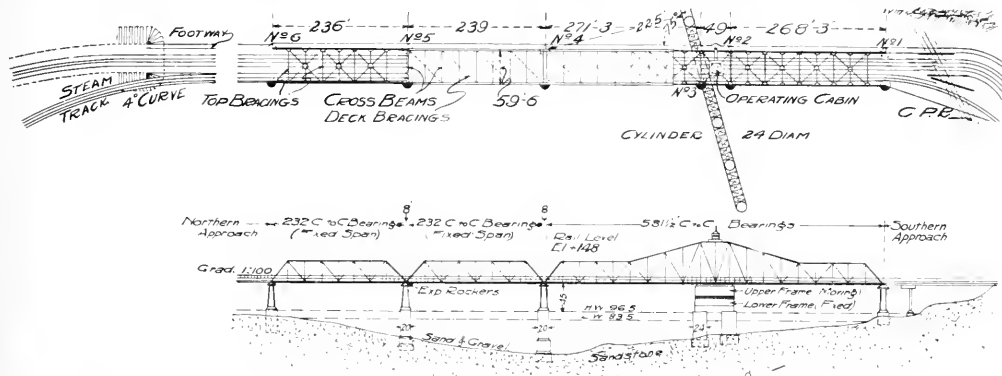 236' 239 271'-3 225' 49 268'-3"
FOOTWAY Nº6 Nº5 Nº4 Nº2 Nº1
STEAM TRACK 4° CURVE
TOP BRACINGS
CROSS BEAMS
DECK BRACINGS
59'-6
Nº3
OPERATING CABIN
C.P.R.
CYLINDER 24 DIAM
8' 8'
Northern Approach
232 C to C Bearing
(Fixed Span)
232 C to C Bearing
(Fixed Span)
Rail Level
El +148
581½' C to C Bearings
Southern Approach
Grad. 1:100
Exp Rockers
45
Upper Frame Moving
Lower Frame, Fixed
H.W. 96.5
L.W. 83.5
20 20 24
Sand & Gravel
Sandstone